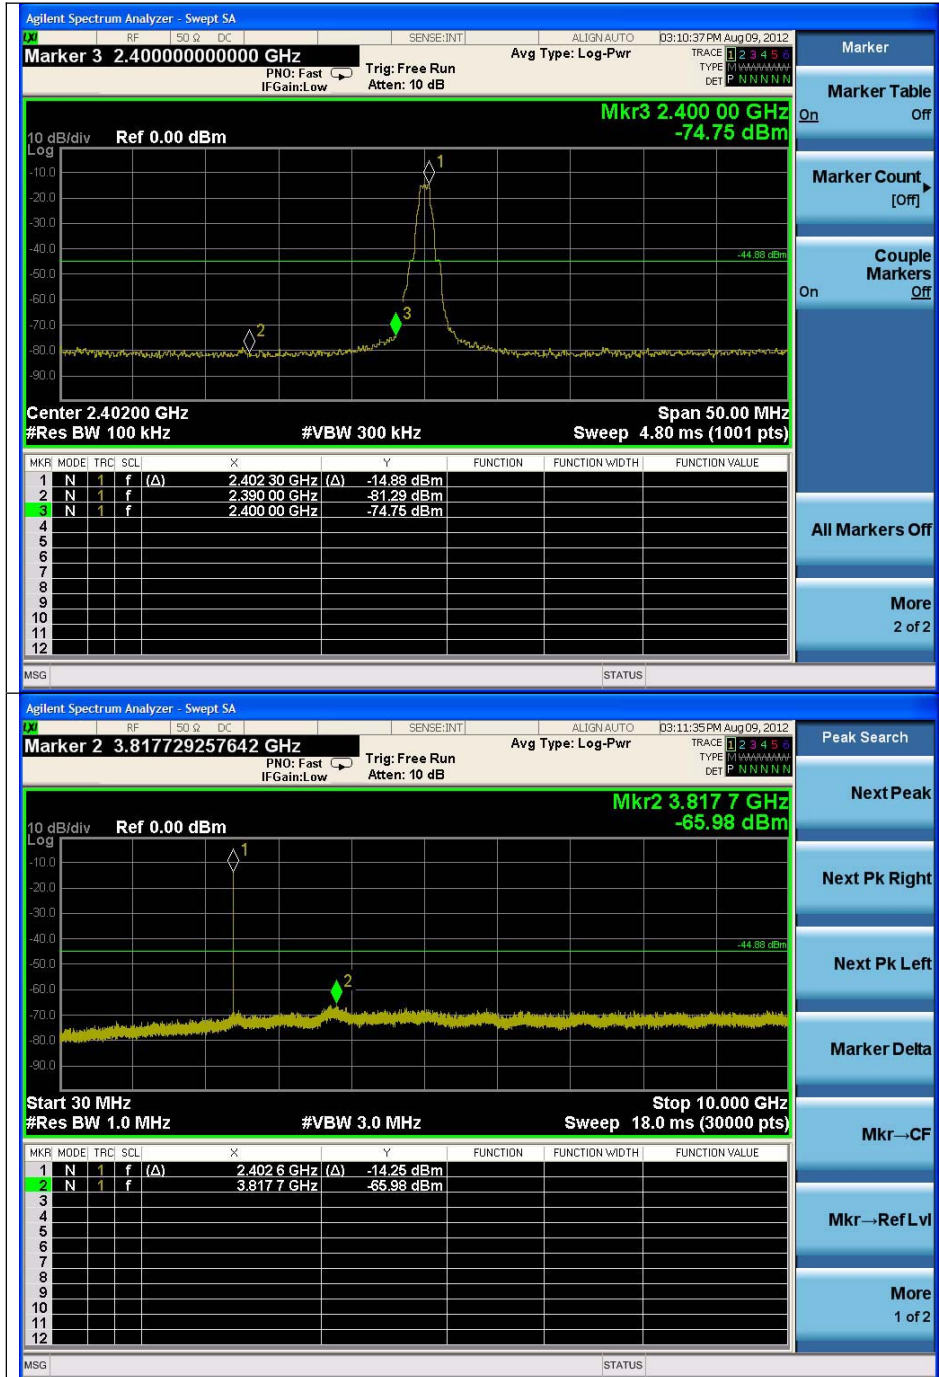 Agilent Spectrum Analyzer - Swept SA
LXI RF 50 Ω DC SENSE:INT ALIGN AUTO 03:10:37 PM Aug 09, 2012
Marker 3 2.400000000000 GHz Avg Type: Log-Pwr TRACE 1 2 3 4 5 6
PNO: Fast Trig: Free Run TYPE M
IFGain:Low Atten: 10 dB DET P N N N N N
Mkr3 2.400 00 GHz
10 dB/div Ref 0.00 dBm -74.75 dBm
Log
-10.0
-20.0
-30.0
-40.0
-44.88 dBm
-50.0
-60.0
-70.0
-80.0
-90.0
1
2
3
Center 2.40200 GHz Span 50.00 MHz
#Res BW 100 kHz #VBW 300 kHz Sweep 4.80 ms (1001 pts)
MKR MODE TRC SCL X Y FUNCTION FUNCTION WIDTH FUNCTION VALUE
1 N 1 f (Δ) 2.402 30 GHz (Δ) -14.88 dBm
2 N 1 f 2.390 00 GHz -81.29 dBm
3 N 1 f 2.400 00 GHz -74.75 dBm
4
5
6
7
8
9
10
11
12
MSG STATUS
Marker
Marker Table
On Off
Marker Count
[Off]
Couple
Markers
On Off
All Markers Off
More
2 of 2
Agilent Spectrum Analyzer - Swept SA
LXI RF 50 Ω DC SENSE:INT ALIGN AUTO 03:11:35 PM Aug 09, 2012
Marker 2 3.817729257642 GHz Avg Type: Log-Pwr TRACE 1 2 3 4 5 6
PNO: Fast Trig: Free Run TYPE M
IFGain:Low Atten: 10 dB DET P N N N N N
Mkr2 3.817 7 GHz
10 dB/div Ref 0.00 dBm -65.98 dBm
Log
-10.0
-20.0
-30.0
-40.0
-44.88 dBm
-50.0
-60.0
-70.0
-80.0
-90.0
1
2
Start 30 MHz Stop 10.000 GHz
#Res BW 1.0 MHz #VBW 3.0 MHz Sweep 18.0 ms (30000 pts)
MKR MODE TRC SCL X Y FUNCTION FUNCTION WIDTH FUNCTION VALUE
1 N 1 f (Δ) 2.402 6 GHz (Δ) -14.25 dBm
2 N 1 f 3.817 7 GHz -65.98 dBm
3
4
5
6
7
8
9
10
11
12
MSG STATUS
Peak Search
Next Peak
Next Pk Right
Next Pk Left
Marker Delta
Mkr→CF
Mkr→Ref Lvl
More
1 of 2